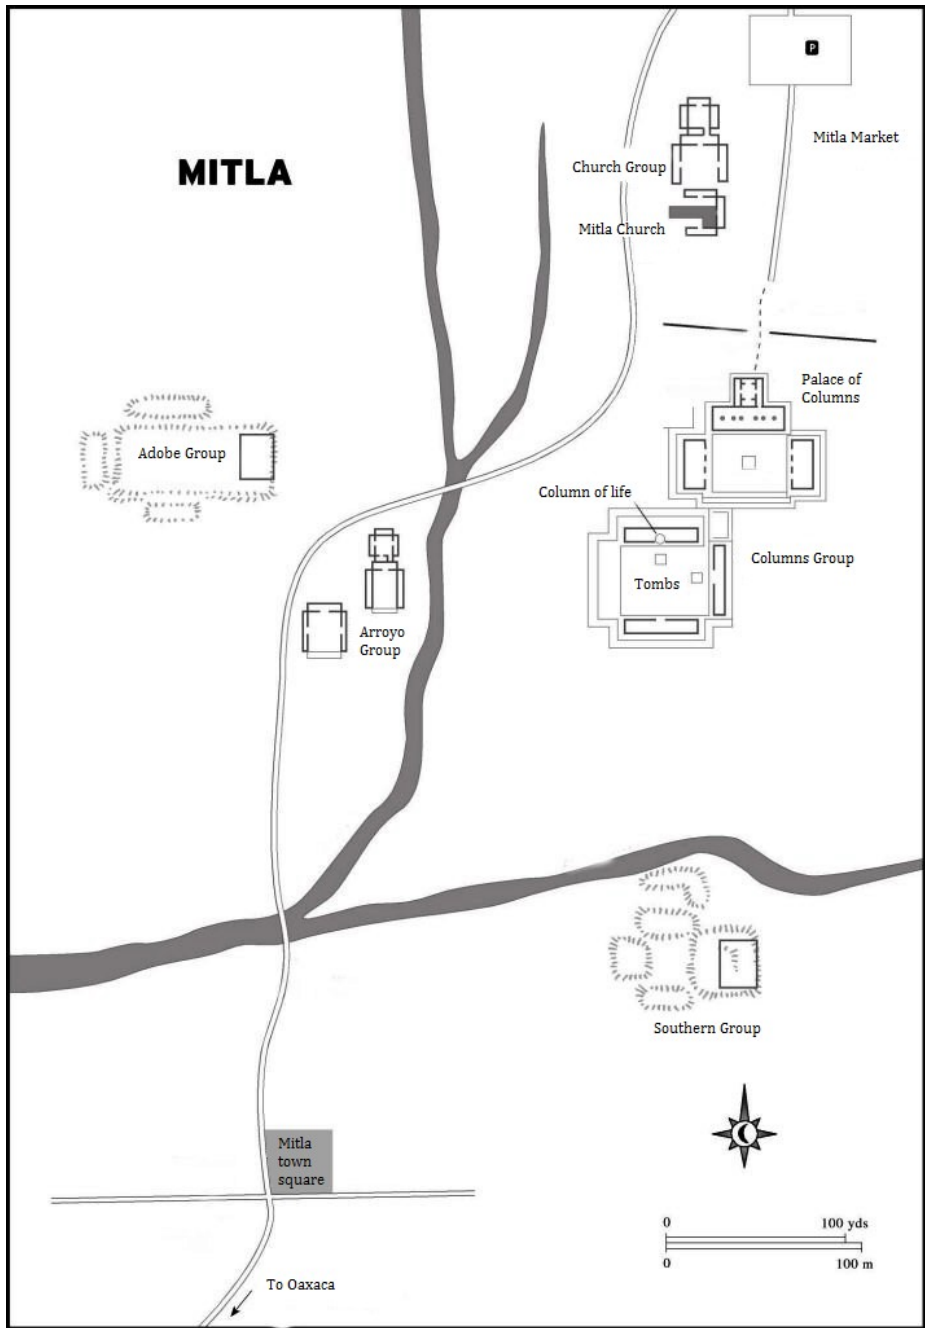 P
Mitla Market
MITLA
Church Group
Mitla Church
Palace of
Columns
Adobe Group
Column of life
Columns Group
Tombs
Arroyo
Group
Southern Group
Mitla
town
square
0 100 yds
0 100 m
To Oaxaca